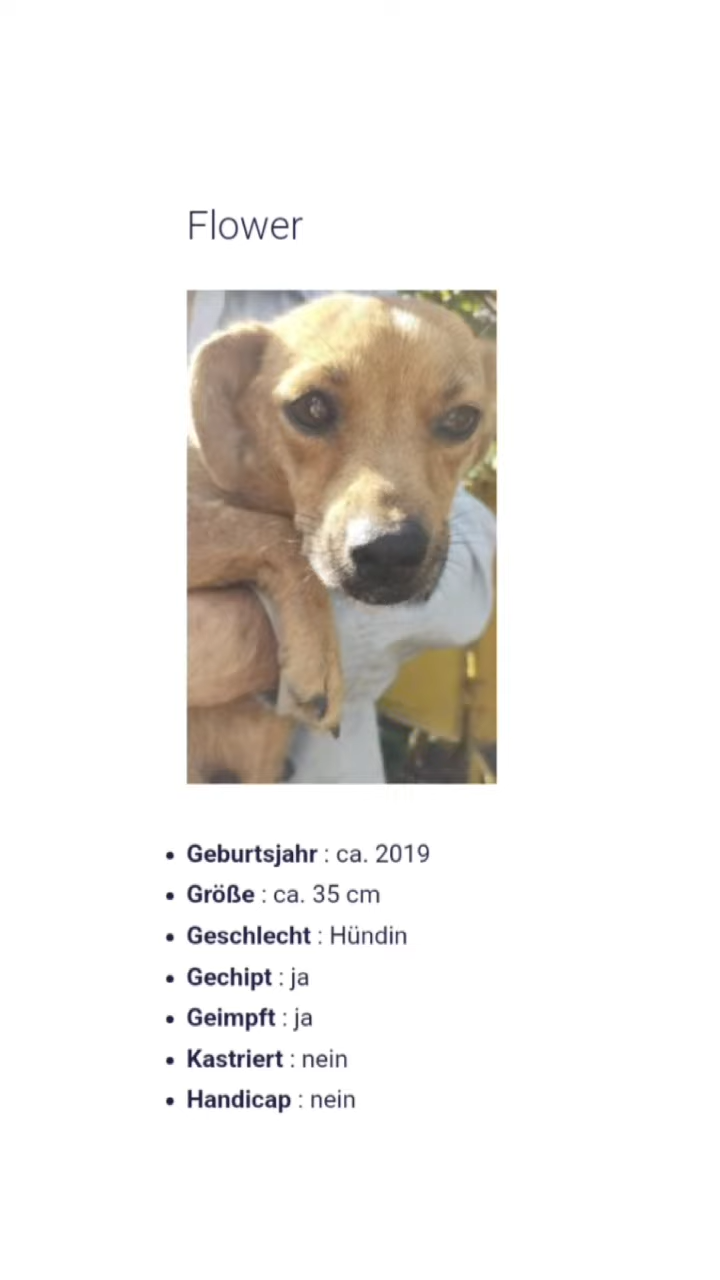 Flower
• Geburtsjahr : ca. 2019
• Größe : ca. 35 cm
• Geschlecht : Hündin
• Gechipt : ja
• Geimpft : ja
• Kastriert : nein
• Handicap : nein